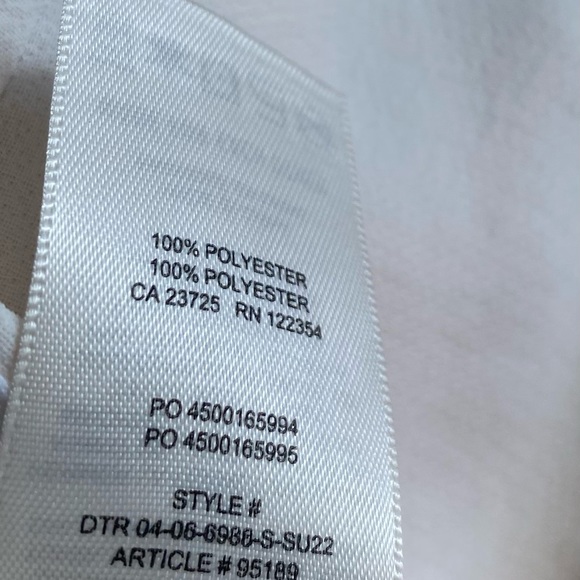 100% POLYESTER
100% POLYESTER
CA 23725 RN 122354
PO 4500165994
PO 4500165995
STYLE #
DTR 04-06-6988-S-SU22
ARTICLE # 95189